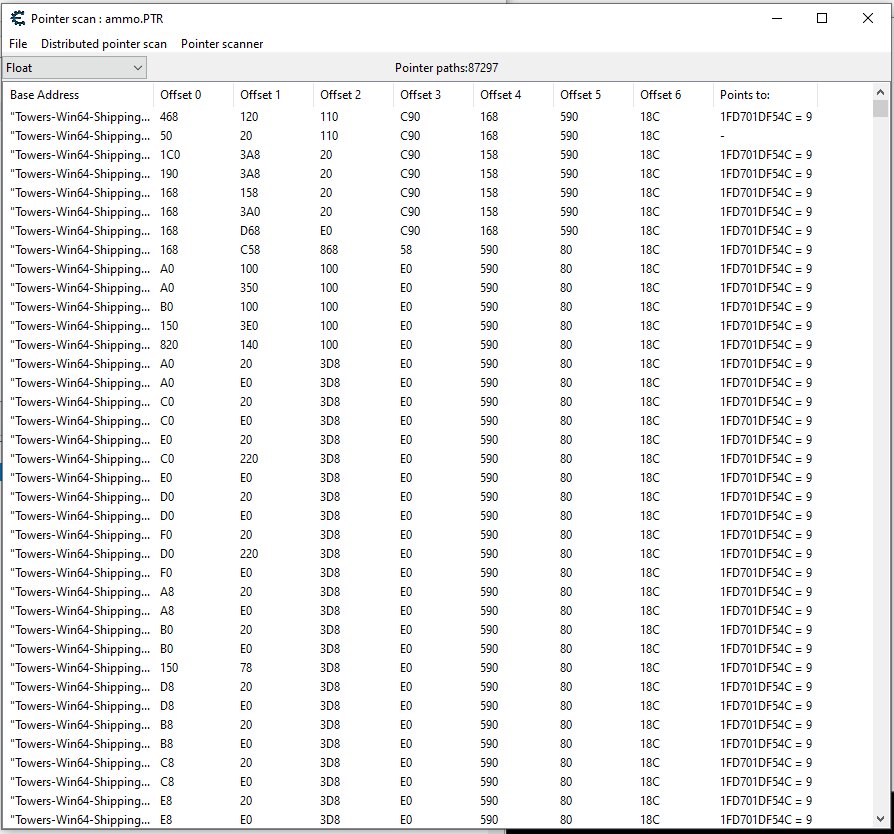 Pointer scan : ammo.PTR
File Distributed pointer scan Pointer scanner
Float Pointer paths:87297
Base Address Offset 0 Offset 1 Offset 2 Offset 3 Offset 4 Offset 5 Offset 6 Points to:
"Towers-Win64-Shipping... 468 120 110 C90 168 590 18C 1FD701DF54C = 9
"Towers-Win64-Shipping... 50 20 110 C90 168 590 18C -
"Towers-Win64-Shipping... 1C0 3A8 20 C90 158 590 18C 1FD701DF54C = 9
"Towers-Win64-Shipping... 190 3A8 20 C90 158 590 18C 1FD701DF54C = 9
"Towers-Win64-Shipping... 168 158 20 C90 158 590 18C 1FD701DF54C = 9
"Towers-Win64-Shipping... 168 3A0 20 C90 158 590 18C 1FD701DF54C = 9
"Towers-Win64-Shipping... 168 D68 E0 C90 168 590 18C 1FD701DF54C = 9
"Towers-Win64-Shipping... 168 C58 868 58 590 80 18C 1FD701DF54C = 9
"Towers-Win64-Shipping... A0 100 100 E0 590 80 18C 1FD701DF54C = 9
"Towers-Win64-Shipping... A0 350 100 E0 590 80 18C 1FD701DF54C = 9
"Towers-Win64-Shipping... B0 100 100 E0 590 80 18C 1FD701DF54C = 9
"Towers-Win64-Shipping... 150 3E0 100 E0 590 80 18C 1FD701DF54C = 9
"Towers-Win64-Shipping... 820 140 100 E0 590 80 18C 1FD701DF54C = 9
"Towers-Win64-Shipping... A0 20 3D8 E0 590 80 18C 1FD701DF54C = 9
"Towers-Win64-Shipping... A0 E0 3D8 E0 590 80 18C 1FD701DF54C = 9
"Towers-Win64-Shipping... C0 20 3D8 E0 590 80 18C 1FD701DF54C = 9
"Towers-Win64-Shipping... C0 E0 3D8 E0 590 80 18C 1FD701DF54C = 9
"Towers-Win64-Shipping... E0 20 3D8 E0 590 80 18C 1FD701DF54C = 9
"Towers-Win64-Shipping... C0 220 3D8 E0 590 80 18C 1FD701DF54C = 9
"Towers-Win64-Shipping... E0 E0 3D8 E0 590 80 18C 1FD701DF54C = 9
"Towers-Win64-Shipping... D0 20 3D8 E0 590 80 18C 1FD701DF54C = 9
"Towers-Win64-Shipping... D0 E0 3D8 E0 590 80 18C 1FD701DF54C = 9
"Towers-Win64-Shipping... F0 20 3D8 E0 590 80 18C 1FD701DF54C = 9
"Towers-Win64-Shipping... D0 220 3D8 E0 590 80 18C 1FD701DF54C = 9
"Towers-Win64-Shipping... F0 E0 3D8 E0 590 80 18C 1FD701DF54C = 9
"Towers-Win64-Shipping... A8 20 3D8 E0 590 80 18C 1FD701DF54C = 9
"Towers-Win64-Shipping... A8 E0 3D8 E0 590 80 18C 1FD701DF54C = 9
"Towers-Win64-Shipping... B0 20 3D8 E0 590 80 18C 1FD701DF54C = 9
"Towers-Win64-Shipping... B0 E0 3D8 E0 590 80 18C 1FD701DF54C = 9
"Towers-Win64-Shipping... 150 78 3D8 E0 590 80 18C 1FD701DF54C = 9
"Towers-Win64-Shipping... D8 20 3D8 E0 590 80 18C 1FD701DF54C = 9
"Towers-Win64-Shipping... D8 E0 3D8 E0 590 80 18C 1FD701DF54C = 9
"Towers-Win64-Shipping... B8 20 3D8 E0 590 80 18C 1FD701DF54C = 9
"Towers-Win64-Shipping... B8 E0 3D8 E0 590 80 18C 1FD701DF54C = 9
"Towers-Win64-Shipping... C8 20 3D8 E0 590 80 18C 1FD701DF54C = 9
"Towers-Win64-Shipping... C8 E0 3D8 E0 590 80 18C 1FD701DF54C = 9
"Towers-Win64-Shipping... E8 20 3D8 E0 590 80 18C 1FD701DF54C = 9
"Towers-Win64-Shipping... E8 E0 3D8 E0 590 80 18C 1FD701DF54C = 9